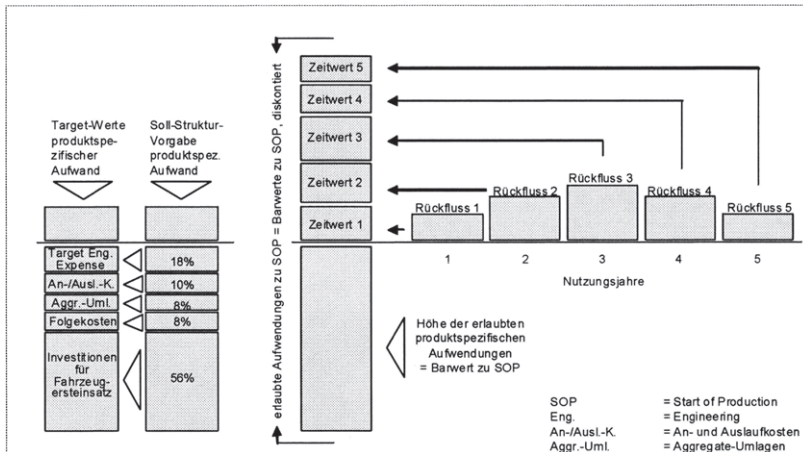 Target-Werte
produktspe-
zifischer
Aufwand
Soll-Struktur-
Vorgabe
produktspez.
Aufwand
Target Eng.
Expense
An-/Ausl.-K.
Aggr.-Uml.
Folgekosten
Investitionen
für
Fahrzeug-
ersteinsatz
18%
10%
8%
8%
56%
erlaubte Aufwendungen zu SOP = Barwerte zu SOP, diskontiert
Zeitwert 5
Zeitwert 4
Zeitwert 3
Zeitwert 2
Zeitwert 1
Rückfluss 1
Rückfluss 2
Rückfluss 3
Rückfluss 4
Rückfluss 5
1 2 3 4 5
Nutzungsjahre
Höhe der erlaubten
produktspezifischen
Aufwendungen
= Barwert zu SOP
SOP = Start of Production
Eng. = Engineering
An-/Ausl.-K. = An- und Auslaufkosten
Aggr.-Uml. = Aggregate-Umlagen